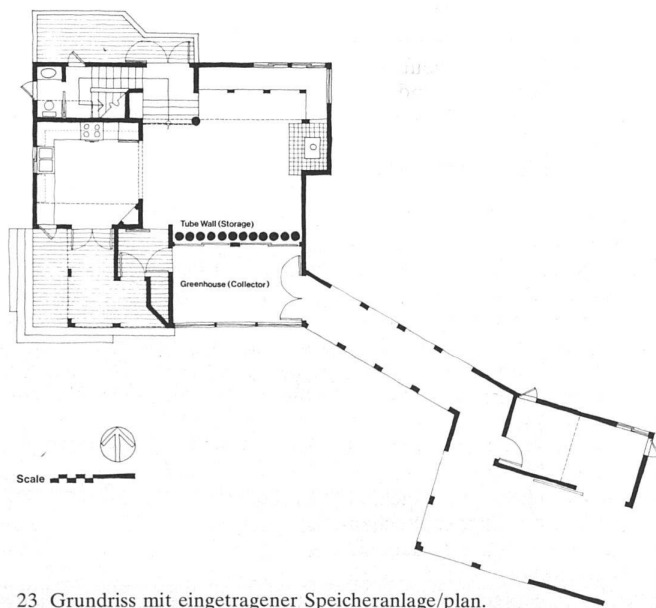 Tube Wall (Storage)
Greenhouse (Collector)
Scale
23 Grundriss mit eingetragener Speicheranlage/plan.